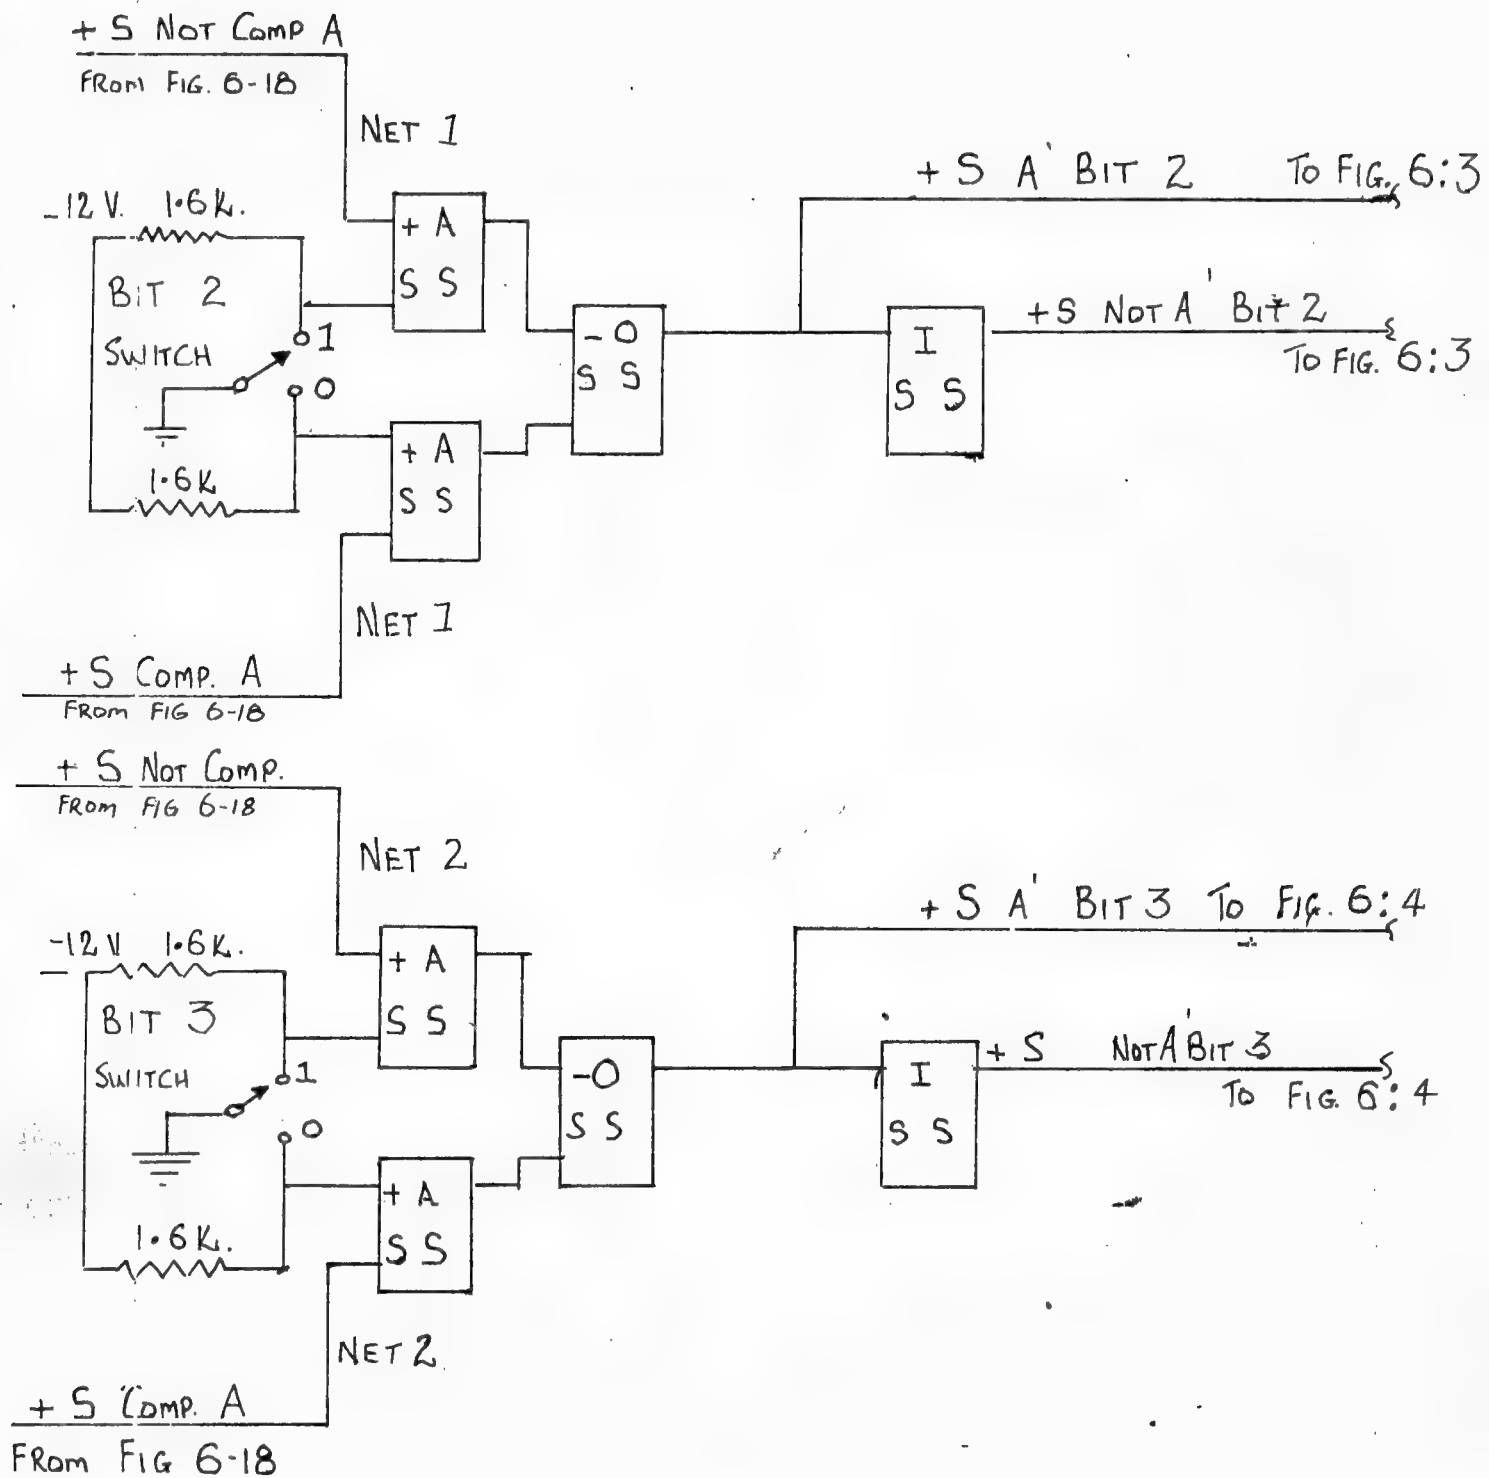 + S NOT COMP A
FROM FIG. 6-18
NET 1
+ S A' BIT 2 TO FIG. 6:3
-12 V. 1.6K.
+ A
S S
BIT 2
SWITCH
1
0
- O
S S
I
S S
+S NOT A' BIT 2
TO FIG. 6:3
1.6K
+ A
S S
NET 1
+ S COMP. A
FROM FIG 6-18
+ S NOT COMP.
FROM FIG 6-18
NET 2
+ S A' BIT 3 TO FIG. 6:4
-12 V 1.6K.
+ A
S S
BIT 3
SWITCH
1
0
-O
S S
I
S S
+ S NOT A' BIT 3
TO FIG. 6:4
1.6K.
+ A
S S
NET 2
+ S COMP. A
FROM FIG 6-18